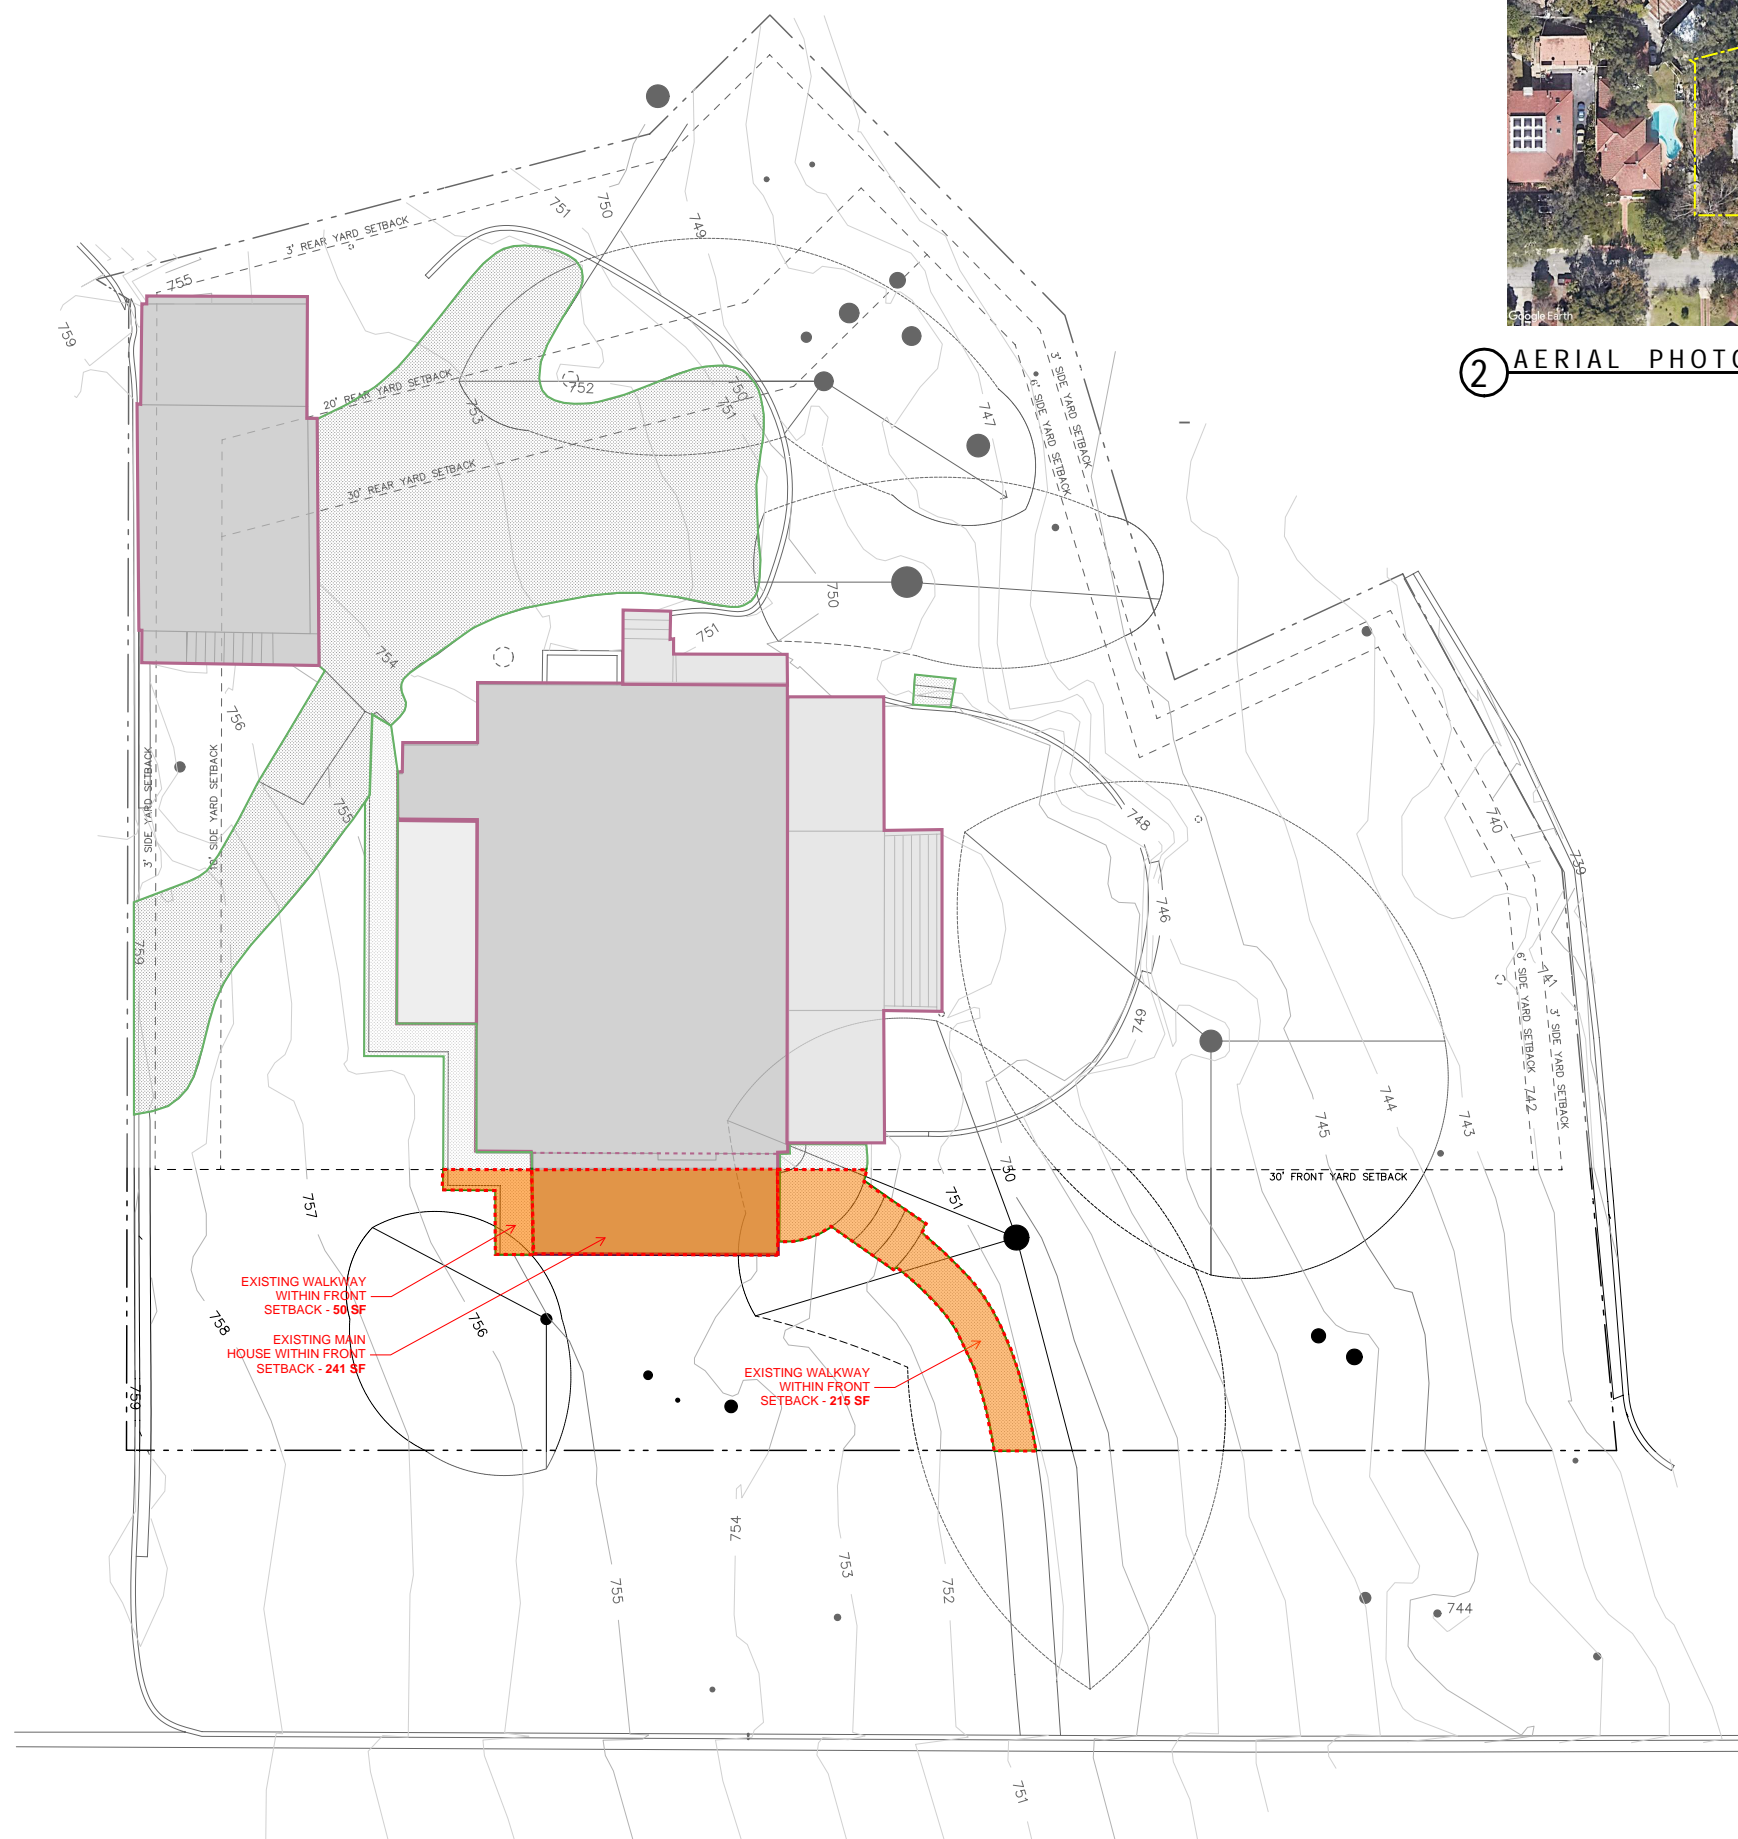 Google Earth
2 AERIAL PHOTO
3' REAR YARD SETBACK
751
750
749
755
759
20' REAR YARD SETBACK
752
753
750
751
747
30' REAR YARD SETBACK
3' SIDE YARD SETBACK
6' SIDE YARD SETBACK
750
751
754
756
3' SIDE YARD SETBACK
10' SIDE YARD SETBACK
755
748
740
739
746
759
749
741
6' SIDE YARD SETBACK
3' SIDE YARD SETBACK
742
744
745
743
750
751
30' FRONT YARD SETBACK
757
758
756
EXISTING WALKWAY
WITHIN FRONT
SETBACK - 50 SF
EXISTING MAIN
HOUSE WITHIN FRONT
SETBACK - 241 SF
EXISTING WALKWAY
WITHIN FRONT
SETBACK - 215 SF
759
754
753
752
755
744
751